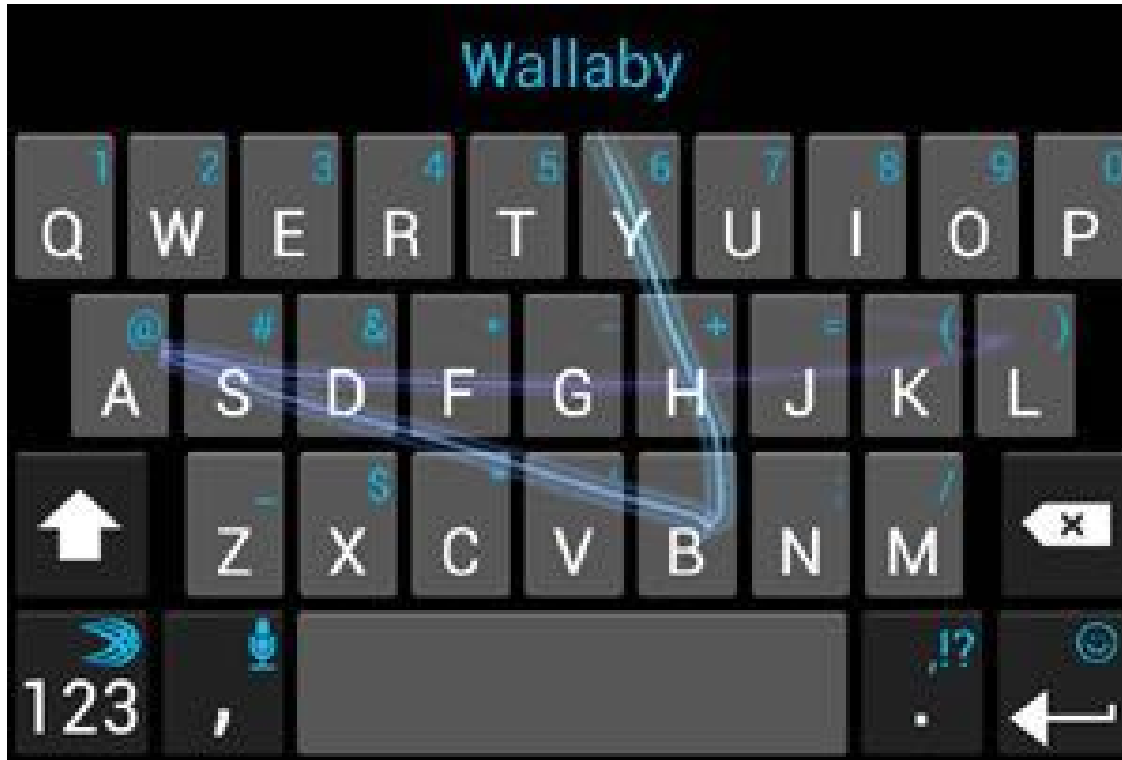 Wallaby
1 2 3 4 5 6 7 8 9 0
Q W E R T Y U I O P
@ # & - + = ( )
A S D F G H J K L
_ $ /
Z X C V B N M
,!?
123 , .